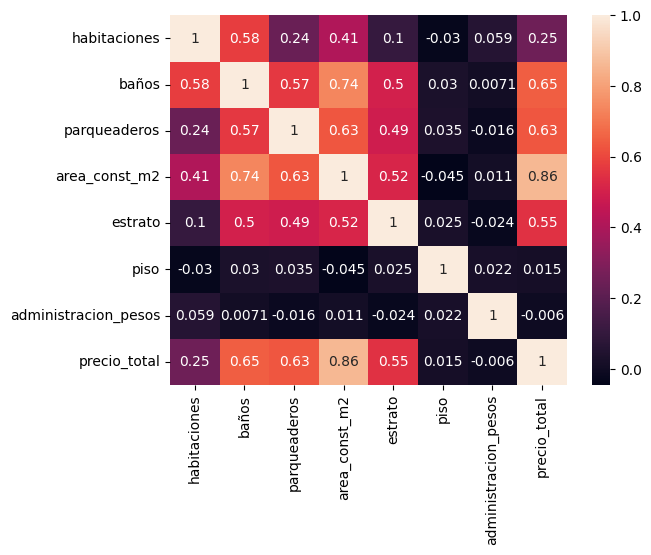 habitaciones 1 0.58 0.24 0.41 0.1 -0.03 0.059 0.25
baños 0.58 1 0.57 0.74 0.5 0.03 0.0071 0.65
parqueaderos 0.24 0.57 1 0.63 0.49 0.035 -0.016 0.63
area_const_m2 0.41 0.74 0.63 1 0.52 -0.045 0.011 0.86
estrato 0.1 0.5 0.49 0.52 1 0.025 -0.024 0.55
piso -0.03 0.03 0.035 -0.045 0.025 1 0.022 0.015
administracion_pesos 0.059 0.0071 -0.016 0.011 -0.024 0.022 1 -0.006
precio_total 0.25 0.65 0.63 0.86 0.55 0.015 -0.006 1
habitaciones
baños
parqueaderos
area_const_m2
estrato
piso
administracion_pesos
precio_total
1.0
0.8
0.6
0.4
0.2
0.0